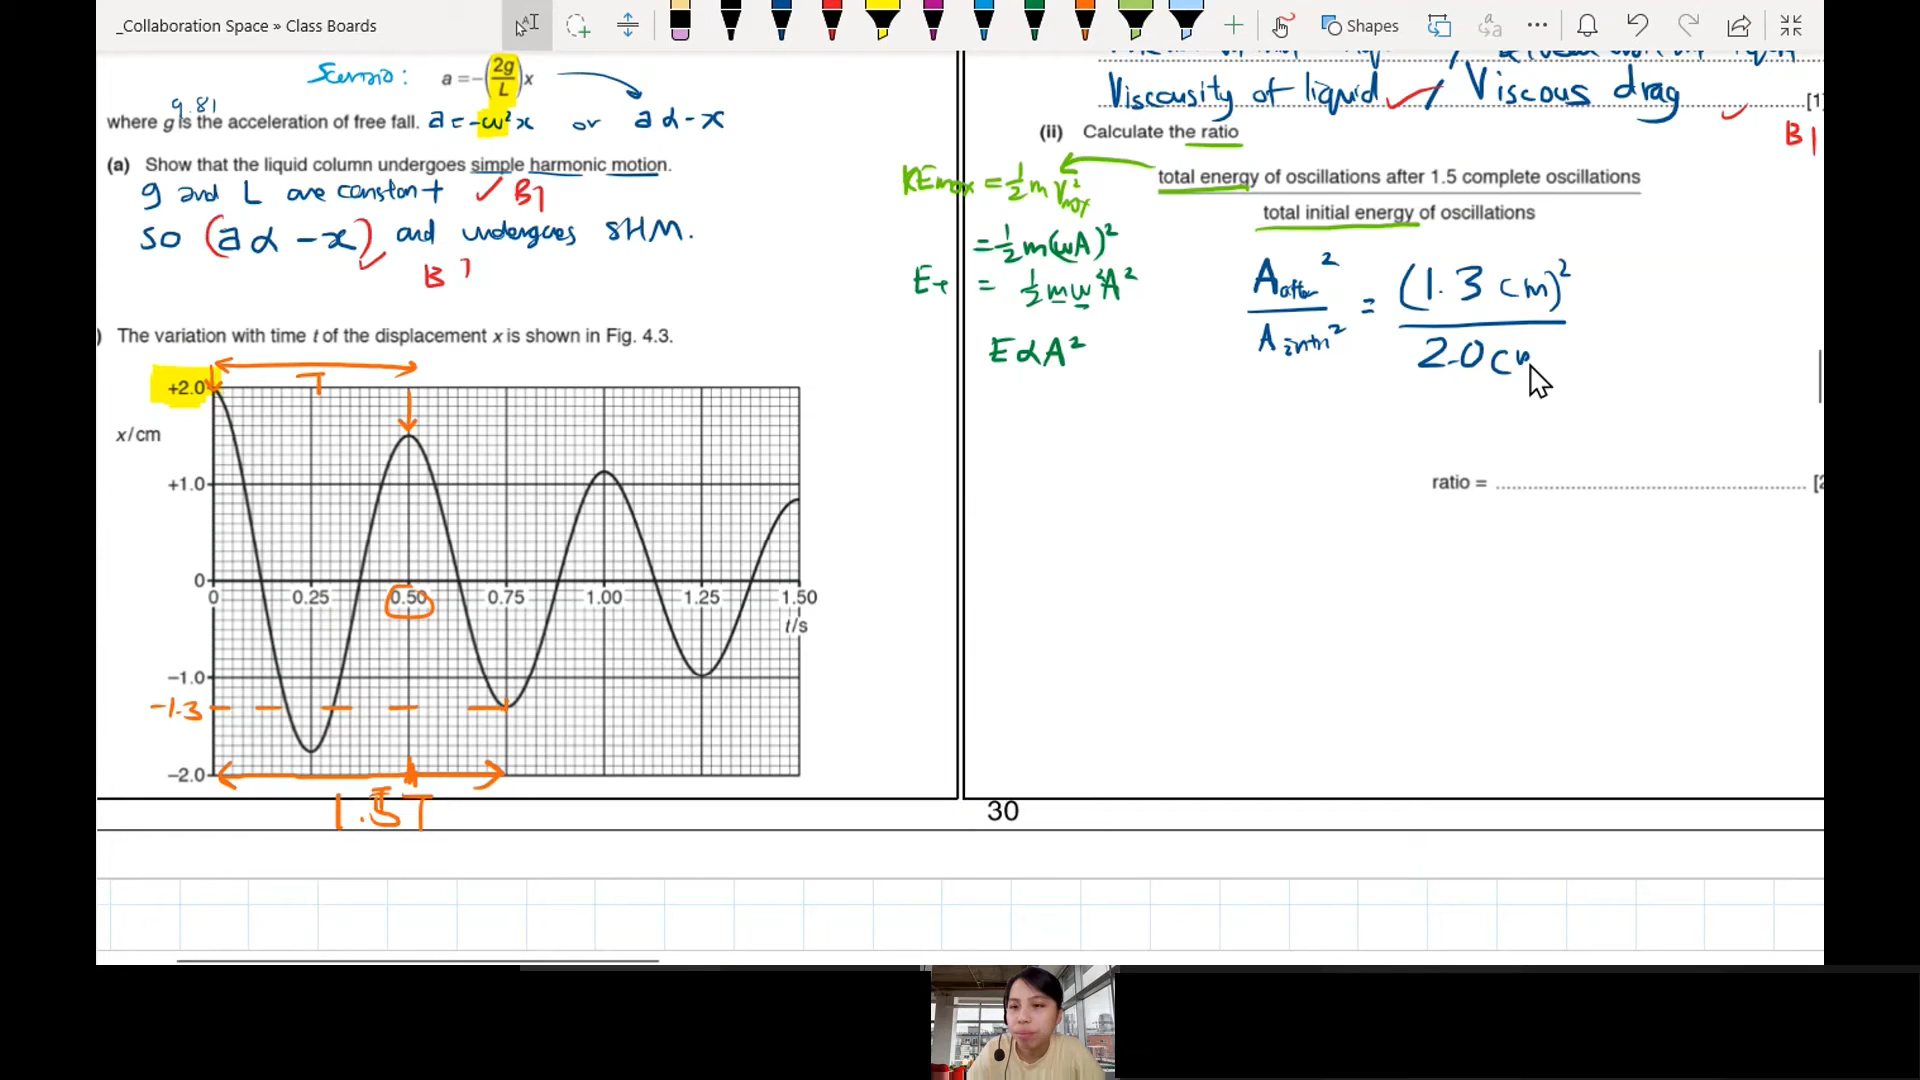 _Collaboration Space » Class Boards
Shapes
Scenario: a = -(2g/L)x
9.81
where g is the acceleration of free fall. a = -ω²x or a α -x
(a) Show that the liquid column undergoes simple harmonic motion.
g and L are constant ✓ B1
so (a α -x) and undergoes SHM.
✓ B1
) The variation with time t of the displacement x is shown in Fig. 4.3.
T
+2.0
x/cm
+1.0
0
0 0.25 0.50 0.75 1.00 1.25 1.50
t/s
-1.0
-1.3
-2.0
1.5T
Viscousity of liquid ✓ / Viscous drag ✓ [1]
B1
(ii) Calculate the ratio
total energy of oscillations after 1.5 complete oscillations
total initial energy of oscillations
KEmax = ½mv²max
= ½m(ωA)²
= ½mω²A²
E α A²
Aafter² = (1.3 cm)²
2.0c
ratio = [2
30